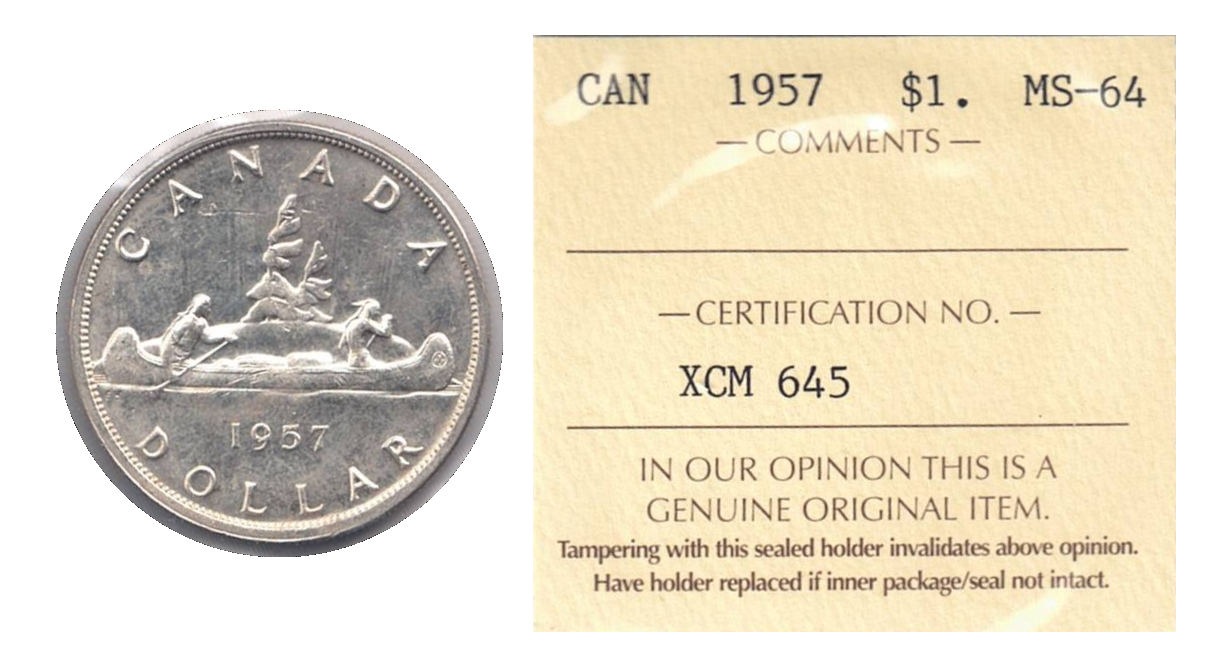 CANADA
1957
DOLLAR
CAN 1957 $1. MS-64
— COMMENTS —
— CERTIFICATION NO. —
XCM 645
IN OUR OPINION THIS IS A
GENUINE ORIGINAL ITEM.
Tampering with this sealed holder invalidates above opinion.
Have holder replaced if inner package/seal not intact.